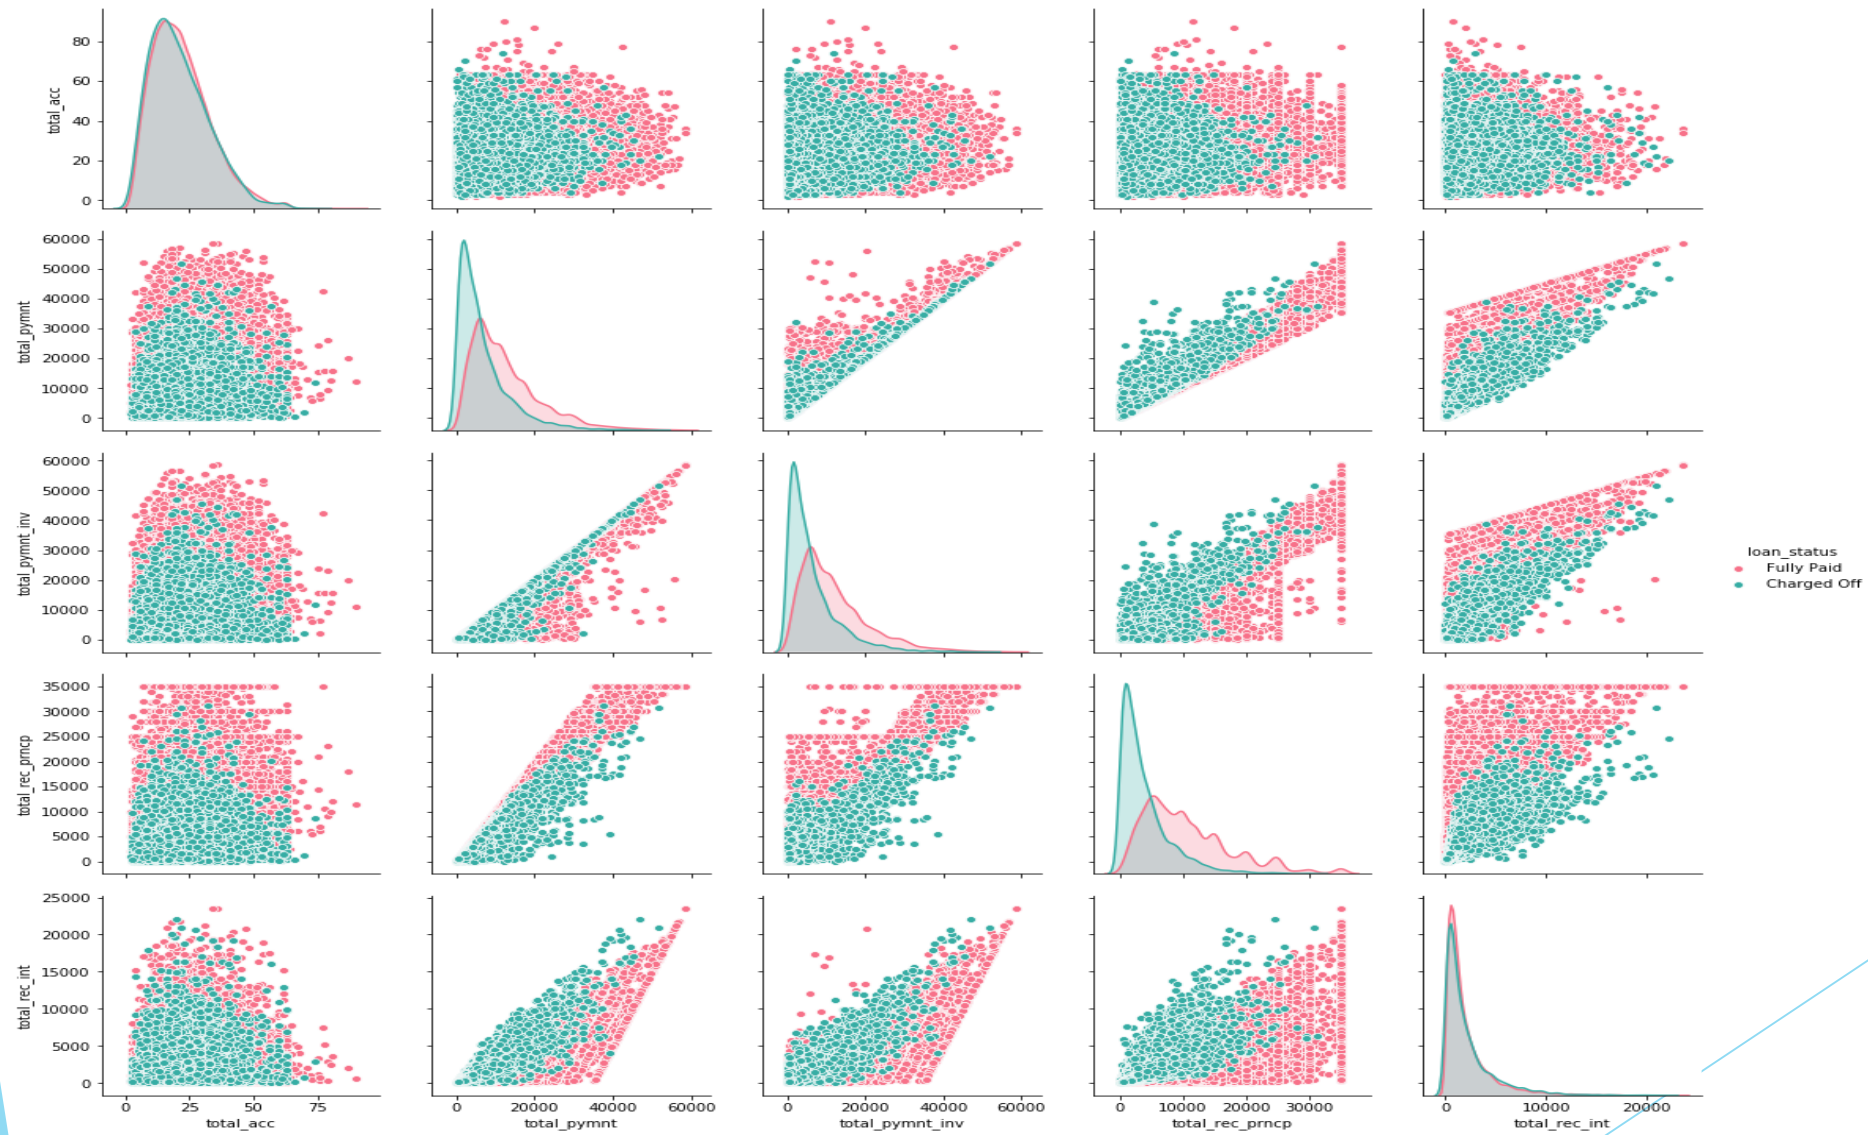 total_acc
80
60
40
20
0
total_pymnt
60000
50000
40000
30000
20000
10000
0
total_pymnt_inv
60000
50000
40000
30000
20000
10000
0
loan_status
Fully Paid
Charged Off
total_rec_prncp
35000
30000
25000
20000
15000
10000
5000
0
total_rec_int
25000
20000
15000
10000
5000
0
0 25 50 75
0 20000 40000 60000
0 20000 40000 60000
0 10000 20000 30000
0 10000 20000
total_acc
total_pymnt
total_pymnt_inv
total_rec_prncp
total_rec_int